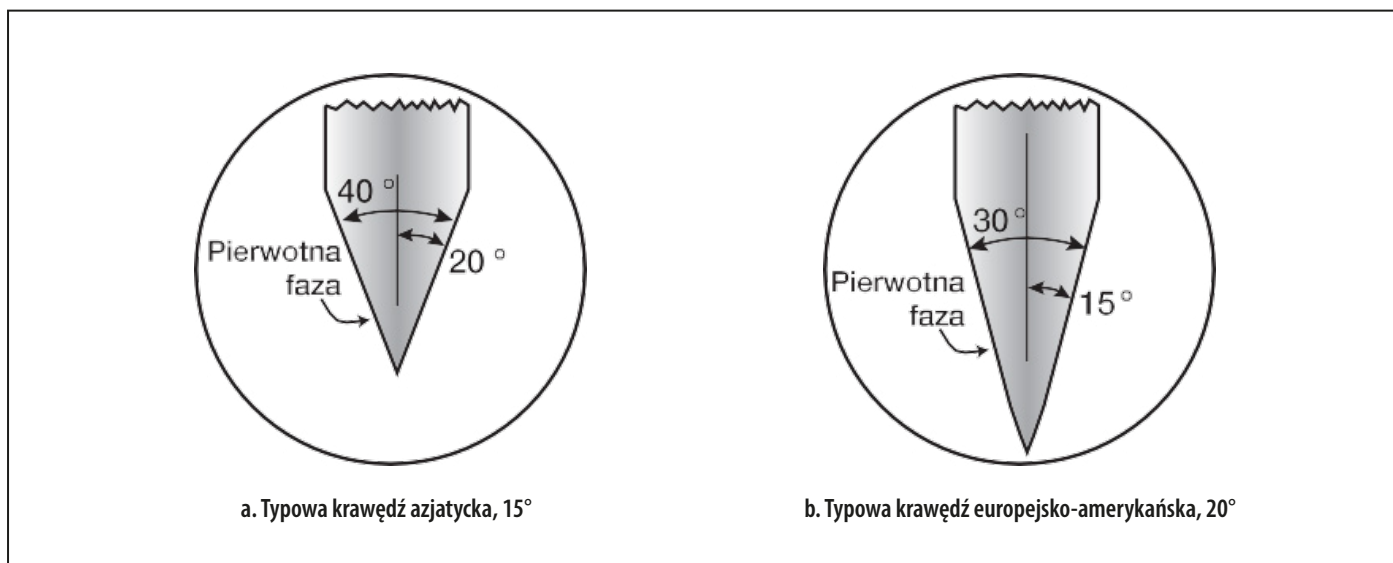 40 °
20 °
Pierwotna
faza
a. Typowa krawędź azjatycka, 15°
30 °
15 °
Pierwotna
faza
b. Typowa krawędź europejsko-amerykańska, 20°